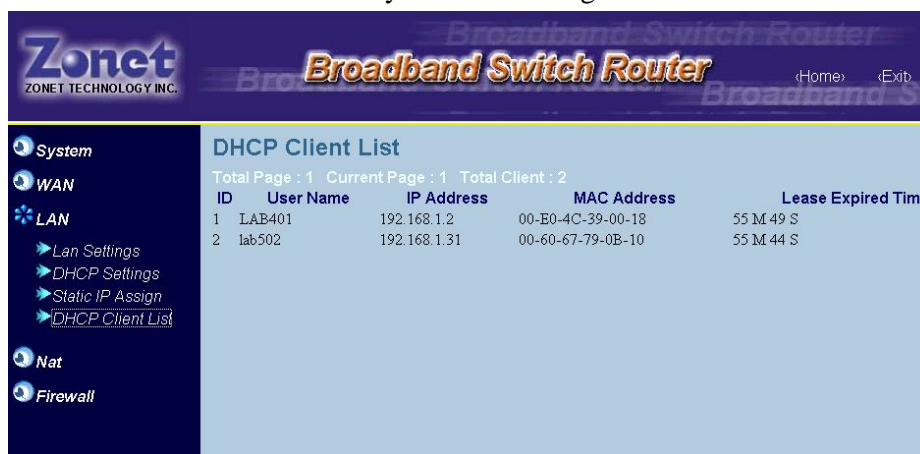 Broadband Switch Router
Zonet
ZONET TECHNOLOGY INC.
Broadband Switch Router
‹Home› ‹Exit›
Broadband S
System
WAN
LAN
Lan Settings
DHCP Settings
Static IP Assign
DHCP Client List
Nat
Firewall
DHCP Client List
Total Page : 1 Current Page : 1 Total Client : 2
ID User Name IP Address MAC Address Lease Expired Tim
1 LAB401 192.168.1.2 00-E0-4C-39-00-18 55 M 49 S
2 lab502 192.168.1.31 00-60-67-79-0B-10 55 M 44 S